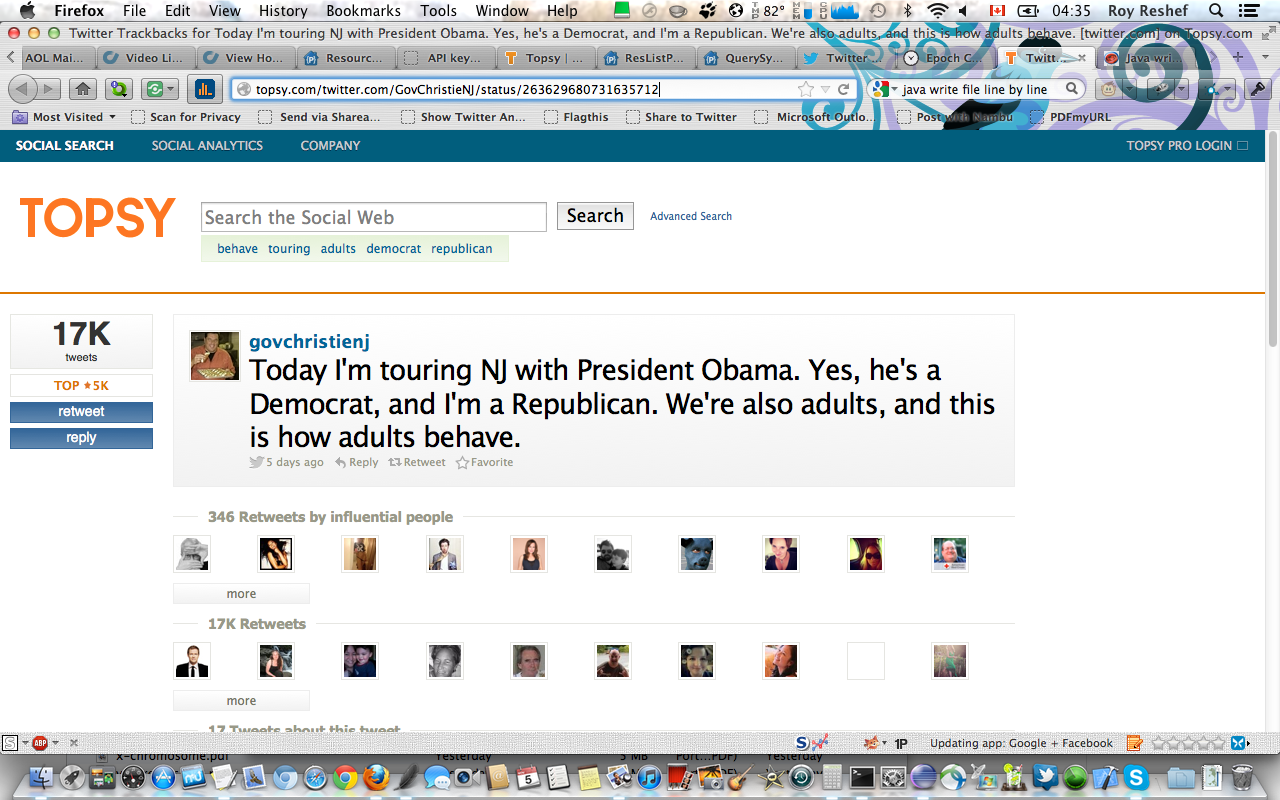 Firefox File Edit View History Bookmarks Tools Window Help 82° 04:35 Roy Reshef
Twitter Trackbacks for Today I'm touring NJ with President Obama. Yes, he's a Democrat, and I'm a Republican. We're also adults, and this is how adults behave. [twitter.com] on Topsy.com
AOL Mai... Video Li... View Ho... Resourc... API key... Topsy | ... ResListP... QuerySy... Twitter ... Epoch C... Twitt... Java wri...
topsy.com/twitter.com/GovChristieNJ/status/263629680731635712 java write file line by line
Most Visited Scan for Privacy Send via Sharea... Show Twitter An... Flagthis Share to Twitter Microsoft Outlo... Post with Nambu PDFmyURL
SOCIAL SEARCH SOCIAL ANALYTICS COMPANY TOPSY PRO LOGIN
TOPSY Search the Social Web Search Advanced Search
behave touring adults democrat republican
17K
tweets
TOP ★5K
retweet
reply
govchristienj
Today I'm touring NJ with President Obama. Yes, he's a
Democrat, and I'm a Republican. We're also adults, and this
is how adults behave.
5 days ago Reply Retweet Favorite
346 Retweets by influential people
more
17K Retweets
more
17 Tweets about this tweet
S ABP 1P Updating app: Google + Facebook
x-chromosome.pdf Yesterday 5 MB Port...PDF) Yesterday
5